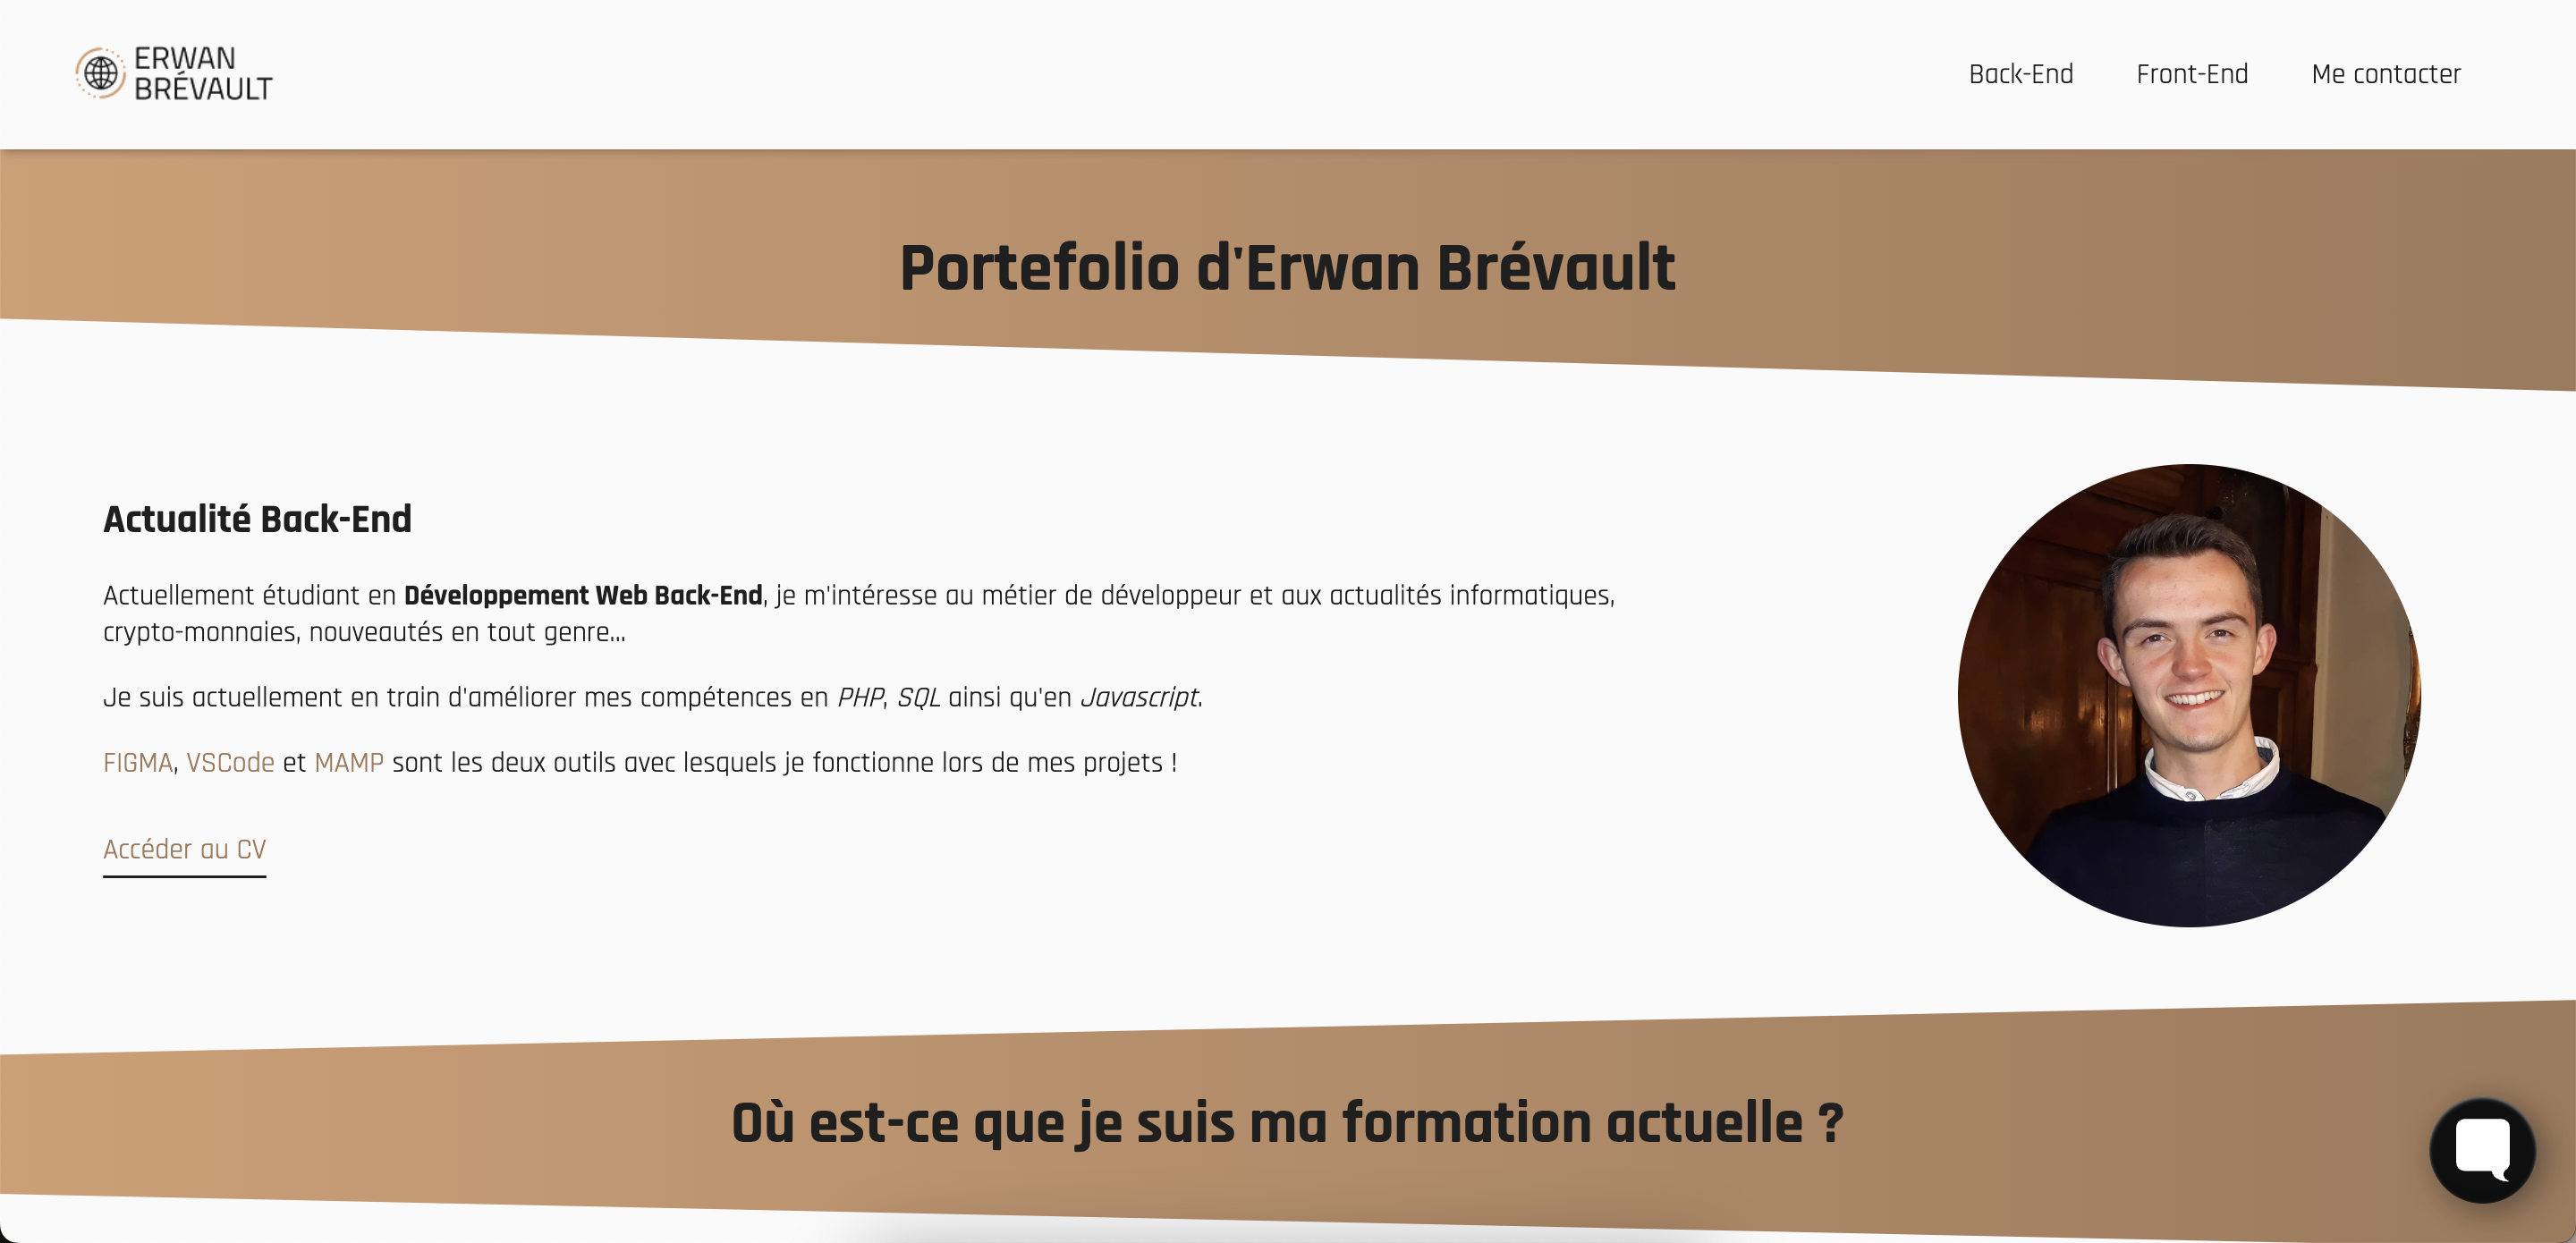 ERWAN
BRÉVAULT
Back-End
Front-End
Me contacter
Portefolio d'Erwan Brévault
Actualité Back-End
Actuellement étudiant en Développement Web Back-End, je m'intéresse au métier de développeur et aux actualités informatiques,
crypto-monnaies, nouveautés en tout genre...
Je suis actuellement en train d'améliorer mes compétences en PHP, SQL ainsi qu'en Javascript.
FIGMA, VSCode et MAMP sont les deux outils avec lesquels je fonctionne lors de mes projets !
Accéder au CV
Où est-ce que je suis ma formation actuelle ?